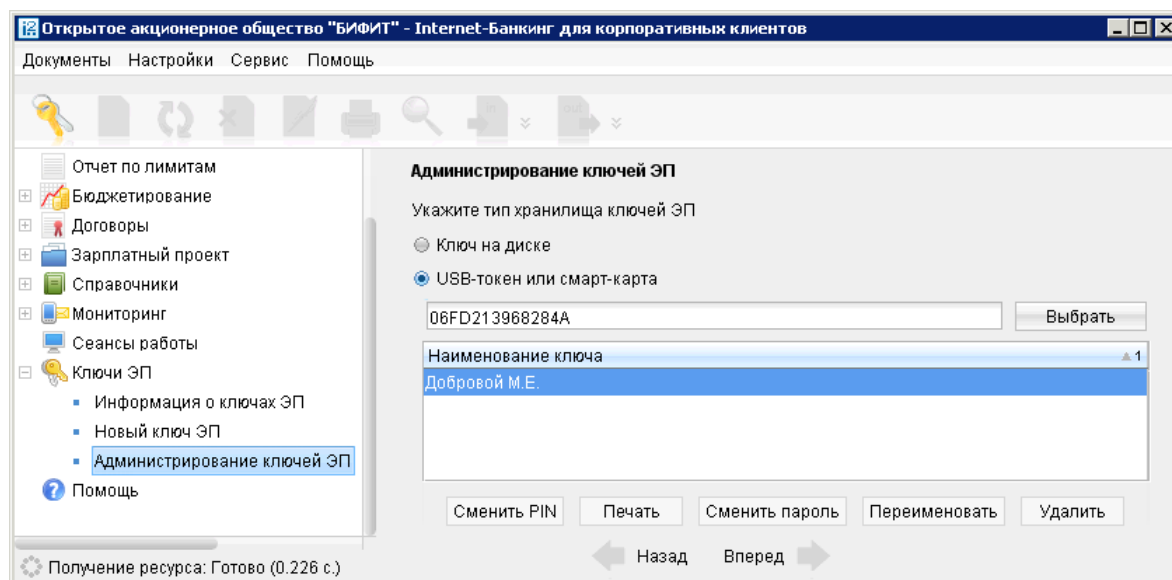 Открытое акционерное общество "БИФИТ" - Internet-Банкинг для корпоративных клиентов
Документы Настройки Сервис Помощь
in out
Отчет по лимитам
Бюджетирование
Договоры
Зарплатный проект
Справочники
Мониторинг
Сеансы работы
Ключи ЭП
Информация о ключах ЭП
Новый ключ ЭП
Администрирование ключей ЭП
Помощь
Администрирование ключей ЭП
Укажите тип хранилища ключей ЭП
Ключ на диске
USB-токен или смарт-карта
06FD213968284A Выбрать
Наименование ключа 1
Добровой М.Е.
Сменить PIN Печать Сменить пароль Переименовать Удалить
Назад Вперед
Получение ресурса: Готово (0.226 с.)